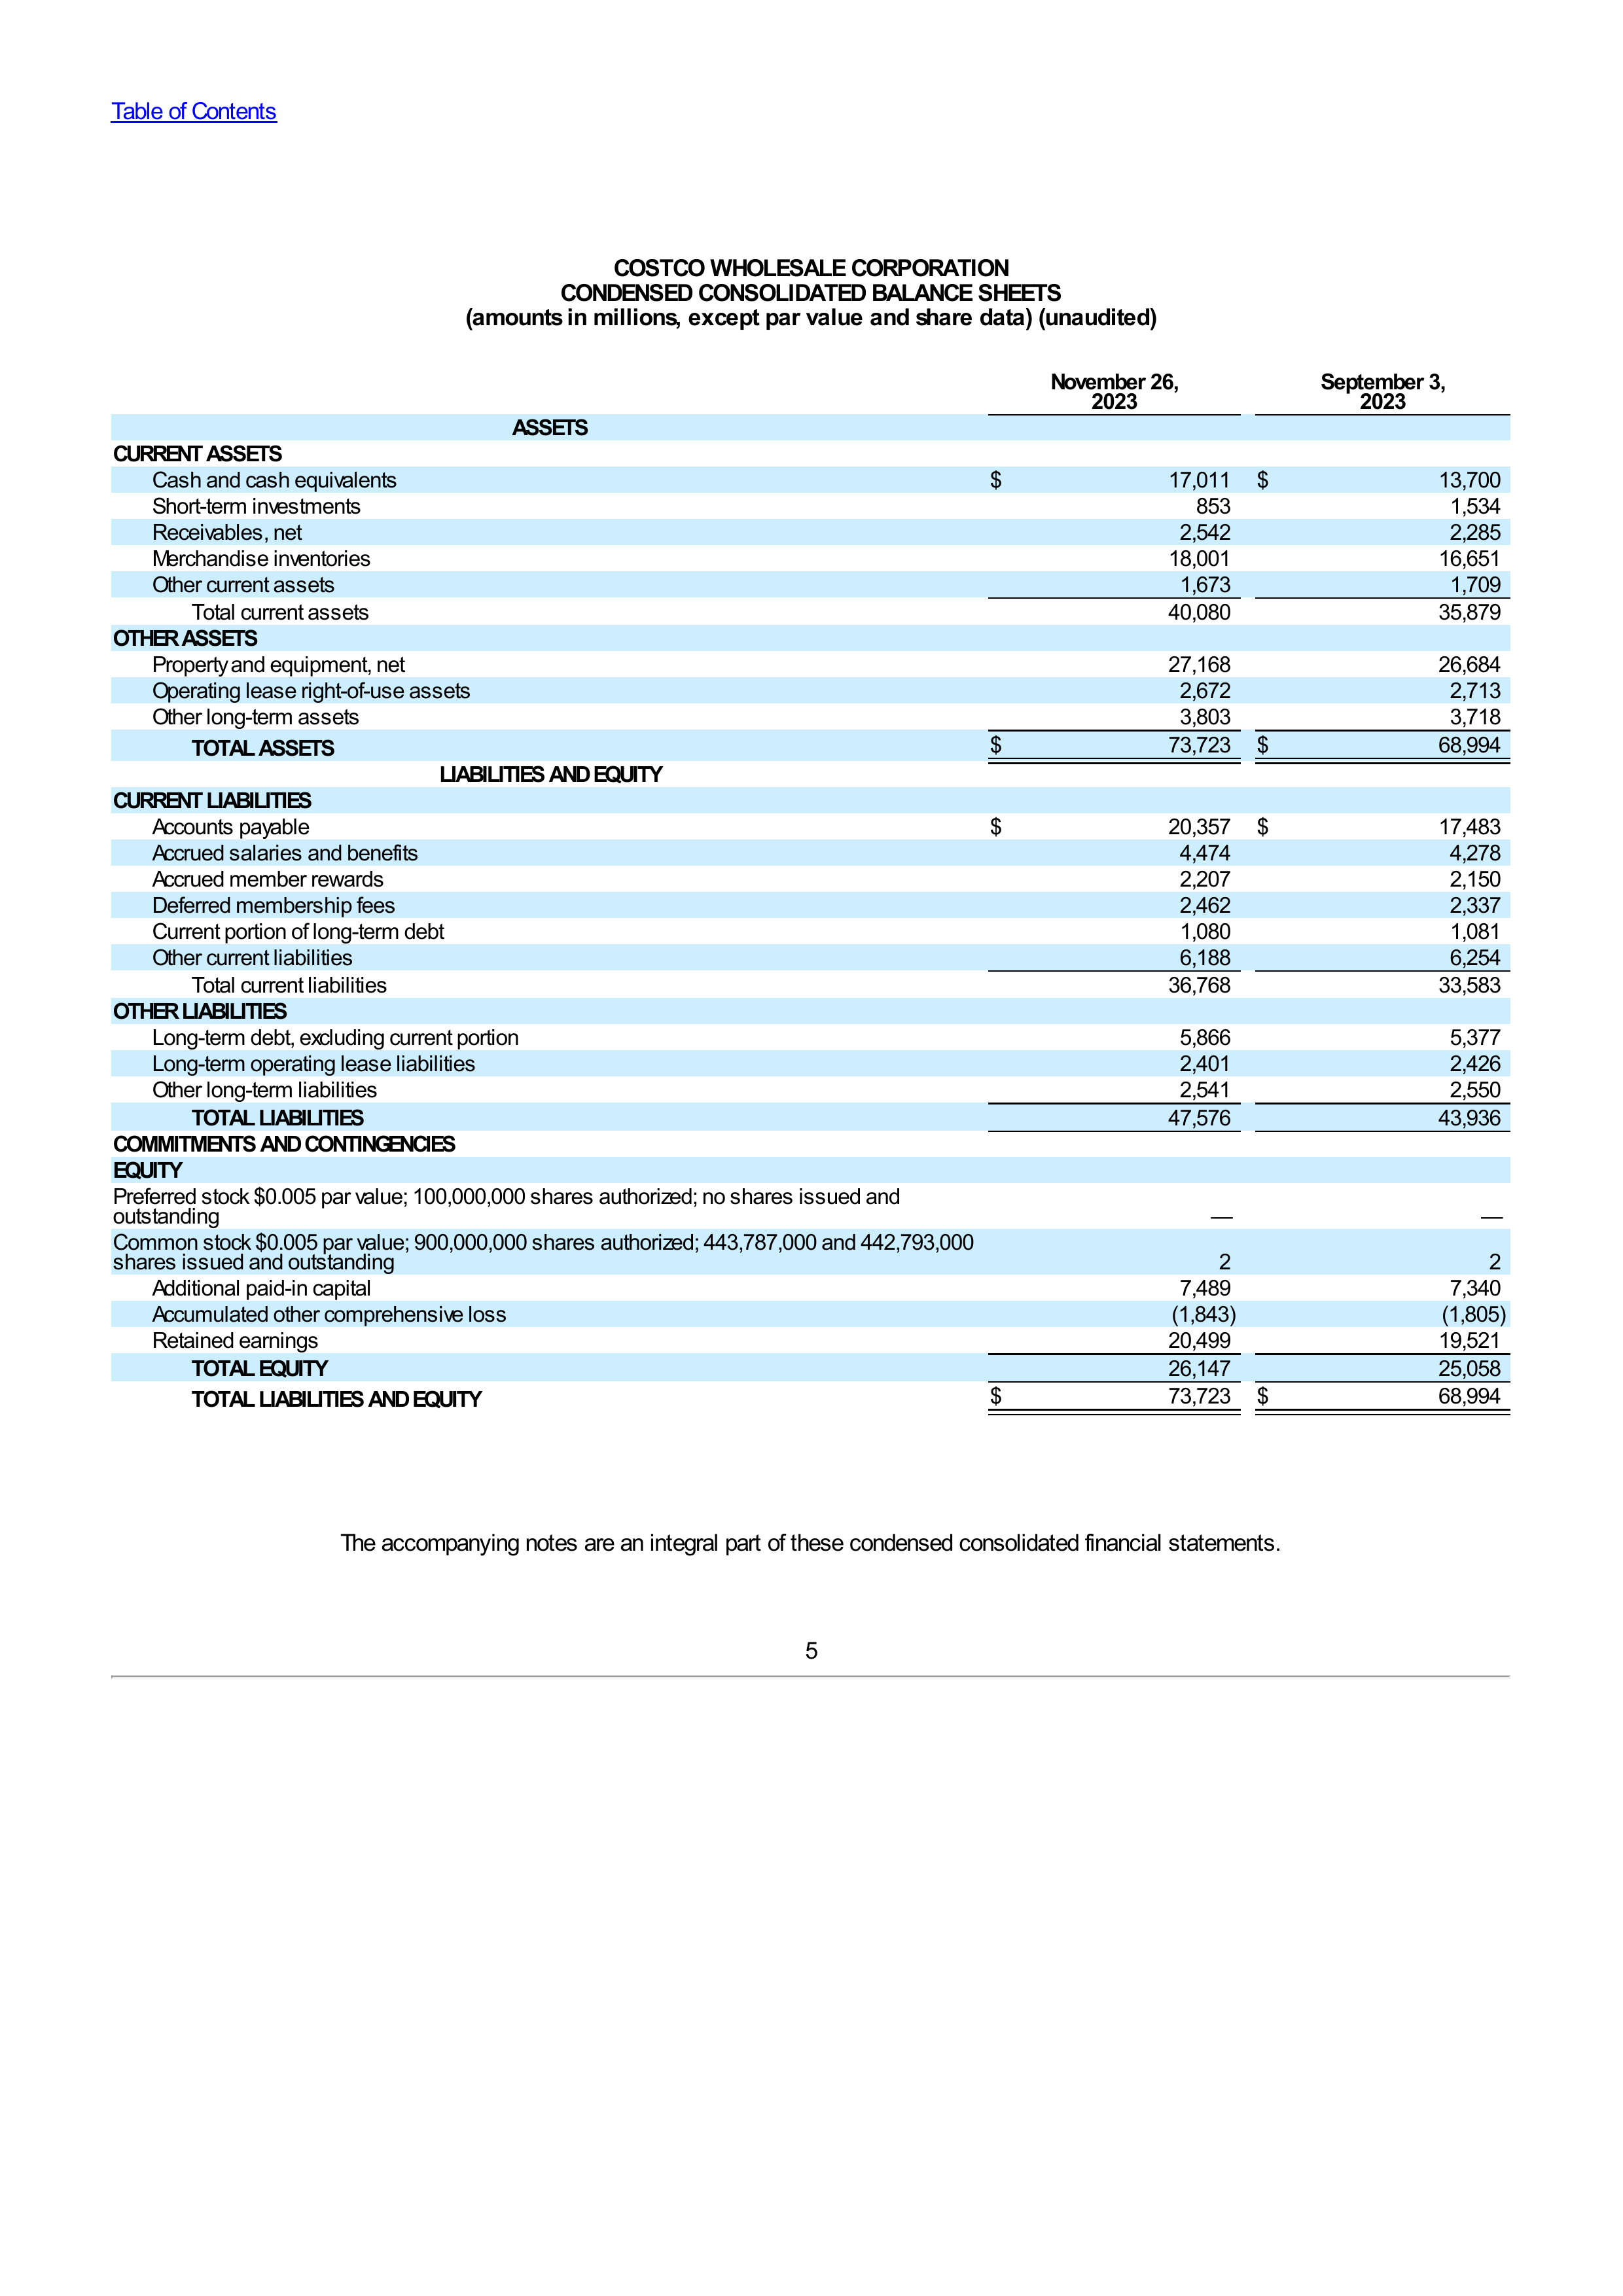 Table of Contents
COSTCO WHOLESALE CORPORATION
CONDENSED CONSOLIDATED BALANCE SHEETS
(amounts in millions, except par value and share data) (unaudited)
November 26, 2023 September 3, 2023
ASSETS
CURRENT ASSETS
Cash and cash equivalents $ 17,011 $ 13,700
Short-term investments 853 1,534
Receivables, net 2,542 2,285
Merchandise inventories 18,001 16,651
Other current assets 1,673 1,709
Total current assets 40,080 35,879
OTHER ASSETS
Property and equipment, net 27,168 26,684
Operating lease right-of-use assets 2,672 2,713
Other long-term assets 3,803 3,718
TOTAL ASSETS $ 73,723 $ 68,994
LIABILITIES AND EQUITY
CURRENT LIABILITIES
Accounts payable $ 20,357 $ 17,483
Accrued salaries and benefits 4,474 4,278
Accrued member rewards 2,207 2,150
Deferred membership fees 2,462 2,337
Current portion of long-term debt 1,080 1,081
Other current liabilities 6,188 6,254
Total current liabilities 36,768 33,583
OTHER LIABILITIES
Long-term debt, excluding current portion 5,866 5,377
Long-term operating lease liabilities 2,401 2,426
Other long-term liabilities 2,541 2,550
TOTAL LIABILITIES 47,576 43,936
COMMITMENTS AND CONTINGENCIES
EQUITY
Preferred stock $0.005 par value; 100,000,000 shares authorized; no shares issued and
outstanding — —
Common stock $0.005 par value; 900,000,000 shares authorized; 443,787,000 and 442,793,000
shares issued and outstanding 2 2
Additional paid-in capital 7,489 7,340
Accumulated other comprehensive loss (1,843) (1,805)
Retained earnings 20,499 19,521
TOTAL EQUITY 26,147 25,058
TOTAL LIABILITIES AND EQUITY $ 73,723 $ 68,994
The accompanying notes are an integral part of these condensed consolidated financial statements.
5